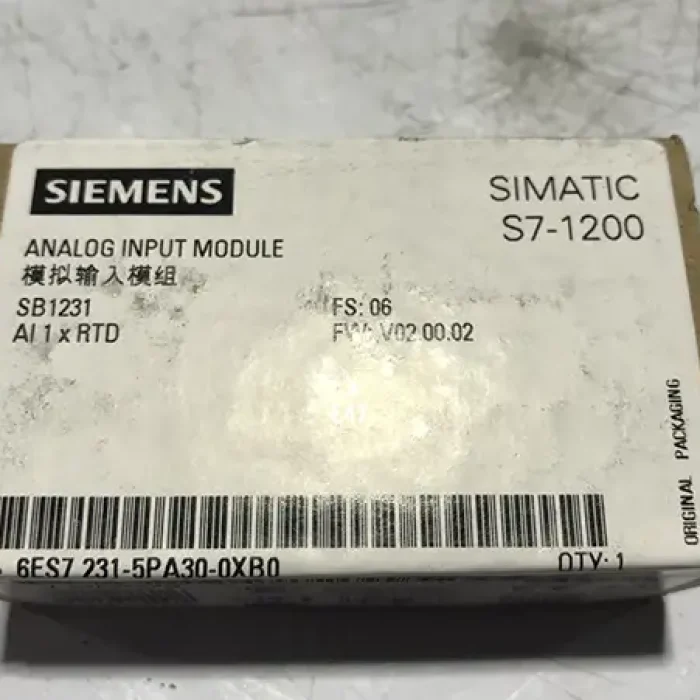 SIEMENS
SIMATIC
S7-1200
ANALOG INPUT MODULE
模拟输入模组
SB1231
FS: 06
AI 1 x RTD
FW: V02.00.02
ORIGINAL PACKAGING
6ES7 231-5PA30-0XB0
QTY: 1